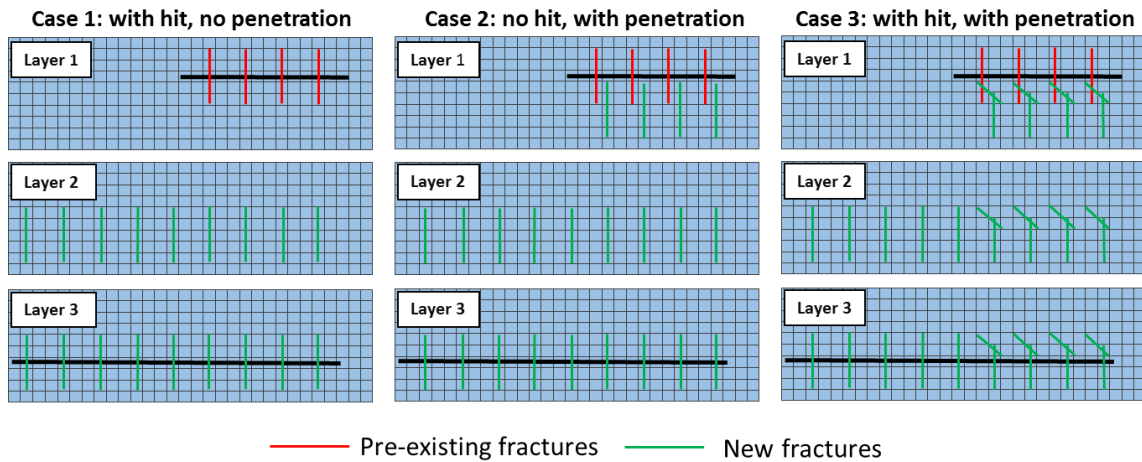 Case 1: with hit, no penetration
Case 2: no hit, with penetration
Case 3: with hit, with penetration
Layer 1
Layer 1
Layer 1
Layer 2
Layer 2
Layer 2
Layer 3
Layer 3
Layer 3
Pre-existing fractures
New fractures